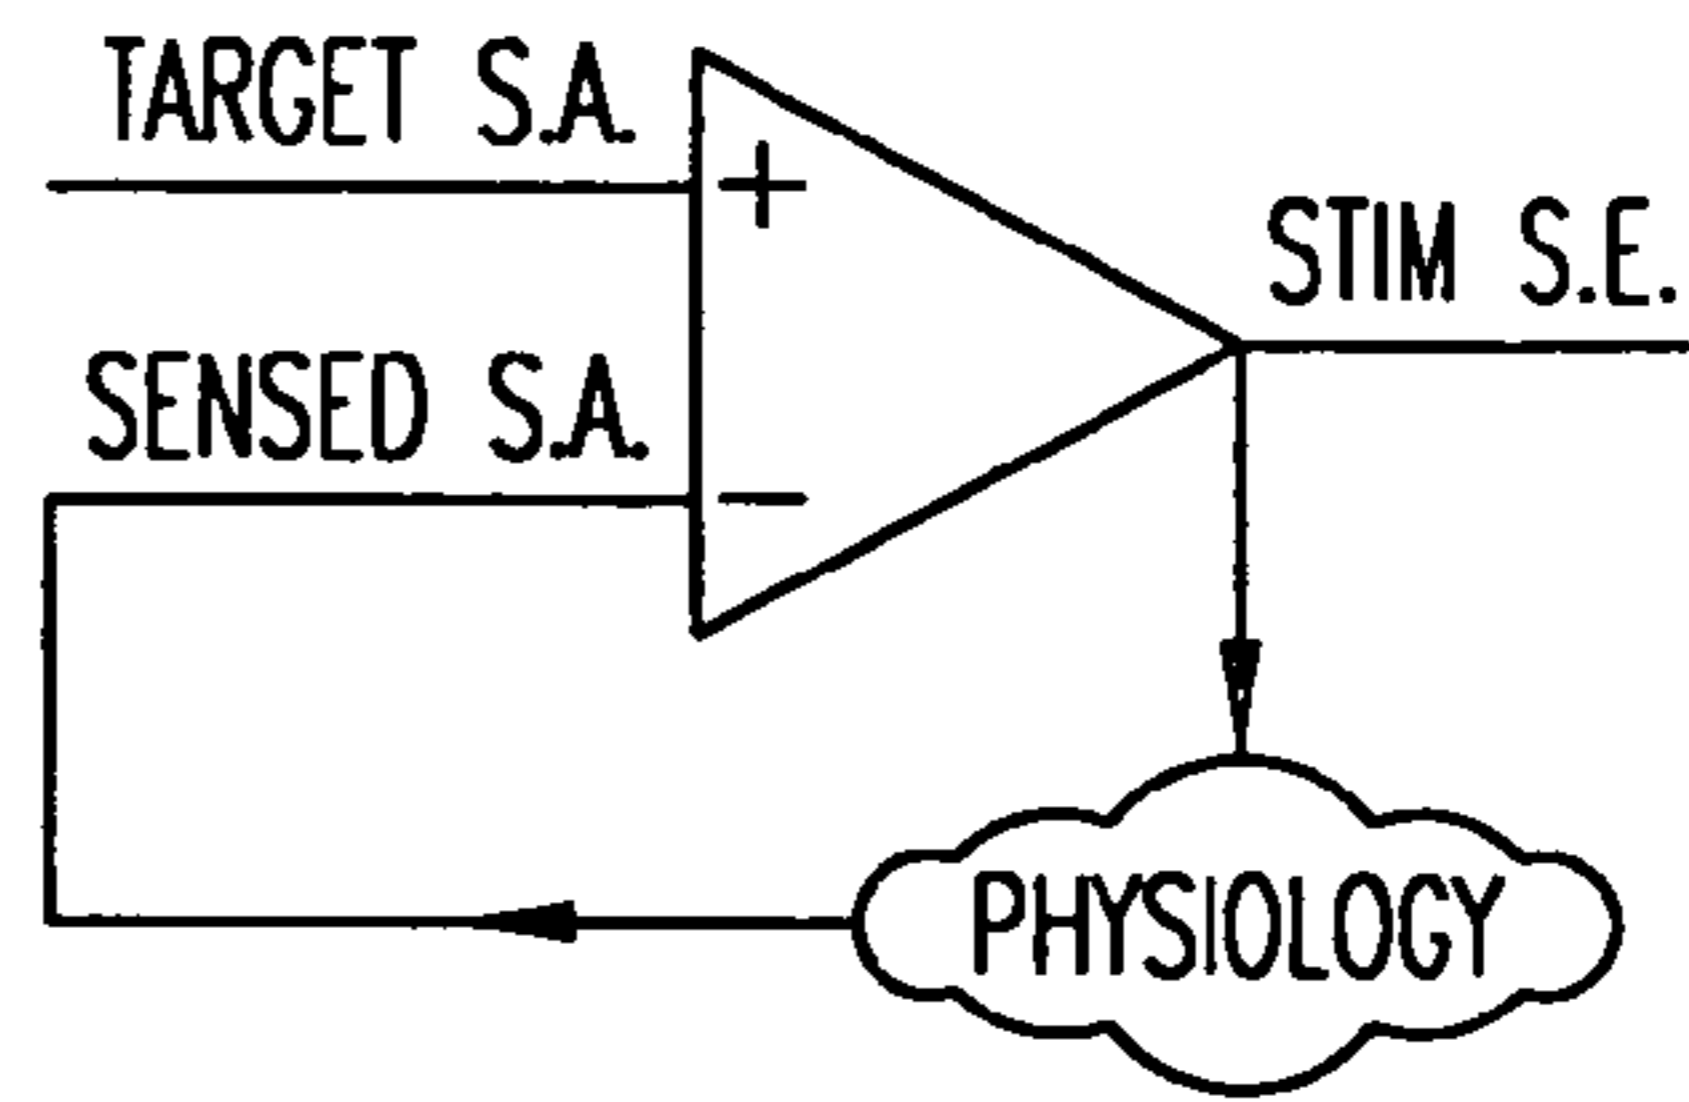 TARGET S.A.
+
STIM S.E.
SENSED S.A.
−
PHYSIOLOGY